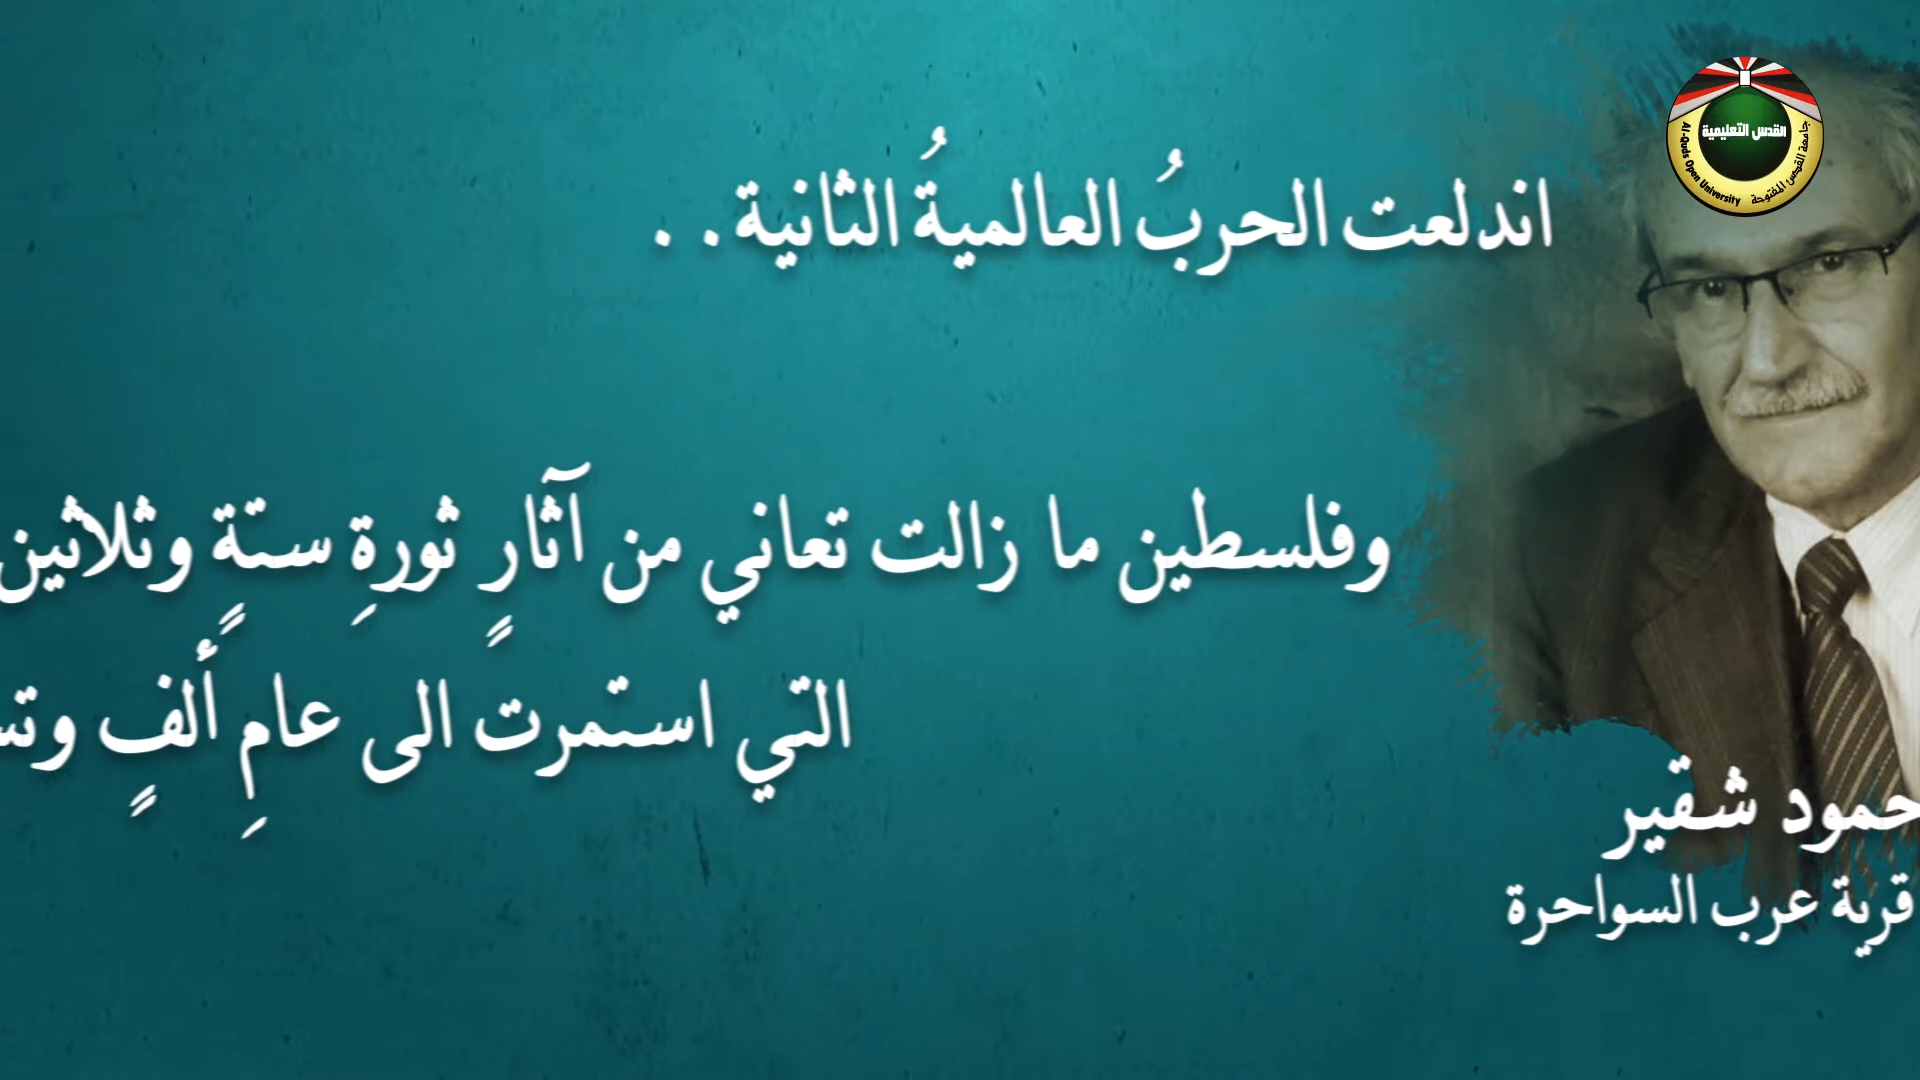 القدس التعليمية
جامعة القدس المفتوحة
Al-Quds Open University
اندلعت الحربُ العالميةُ الثانية . .
وفلسطين ما زالت تعاني من آثارٍ ثورةِ ستةٍ وثلاثين
التي استمرت الى عامِ ألفٍ
شقير
قرية عرب السواحرة